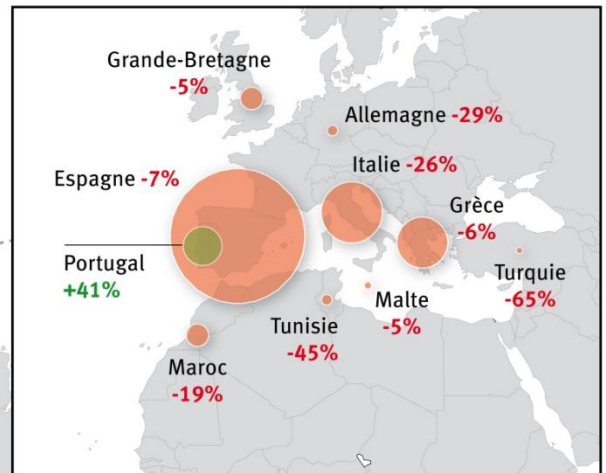 Grande-Bretagne
-5%
Allemagne -29%
Italie -26%
Espagne -7%
Grèce
-6%
Portugal
+41%
Turquie
-65%
Malte
-5%
Tunisie
-45%
Maroc
-19%